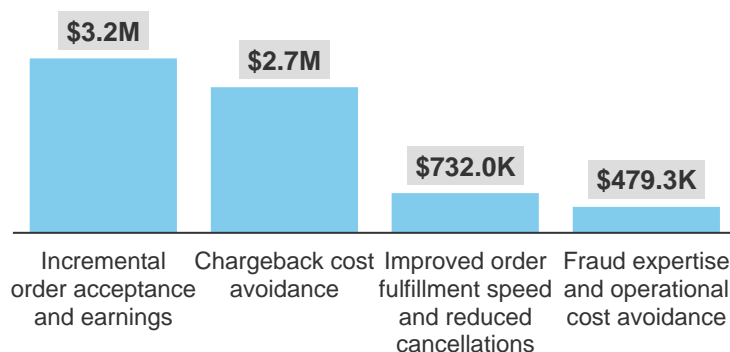 $3.2M
$2.7M
$732.0K
$479.3K
Incremental
order acceptance
and earnings
Chargeback cost
avoidance
Improved order
fulfillment speed
and reduced
cancellations
Fraud expertise
and operational
cost avoidance